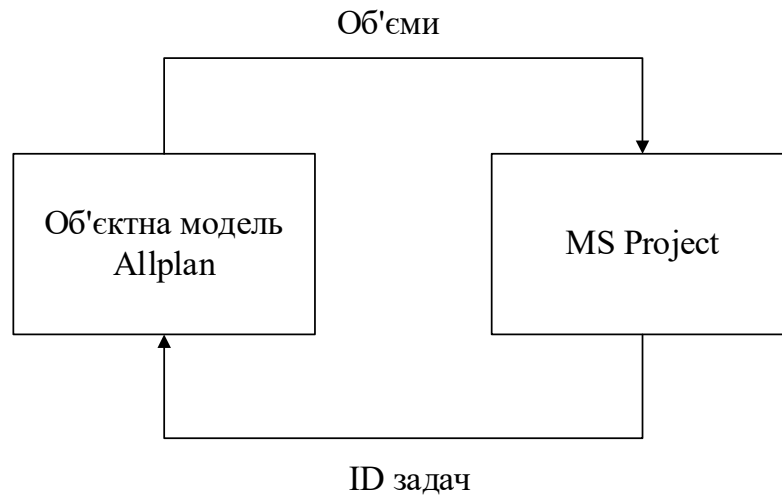 Об'єми
Об'єктна модель
Allplan
MS Project
ID задач